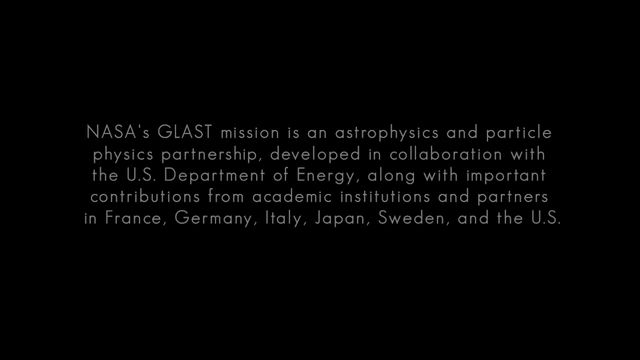 NASA's GLAST mission is an astrophysics and particle
physics partnership, developed in collaboration with
the U.S. Department of Energy, along with important
contributions from academic institutions and partners
in France, Germany, Italy, Japan, Sweden, and the U.S.